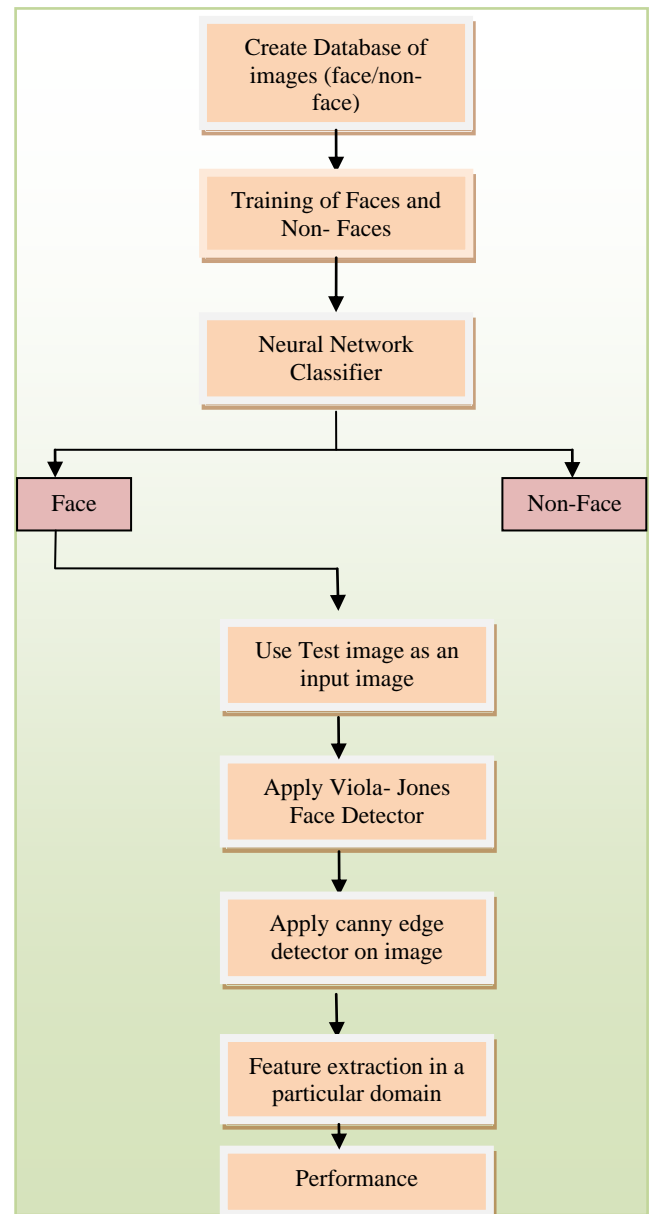 Create Database of
images (face/non-
face)
Training of Faces and
Non- Faces
Neural Network
Classifier
Face
Non-Face
Use Test image as an
input image
Apply Viola- Jones
Face Detector
Apply canny edge
detector on image
Feature extraction in a
particular domain
Performance